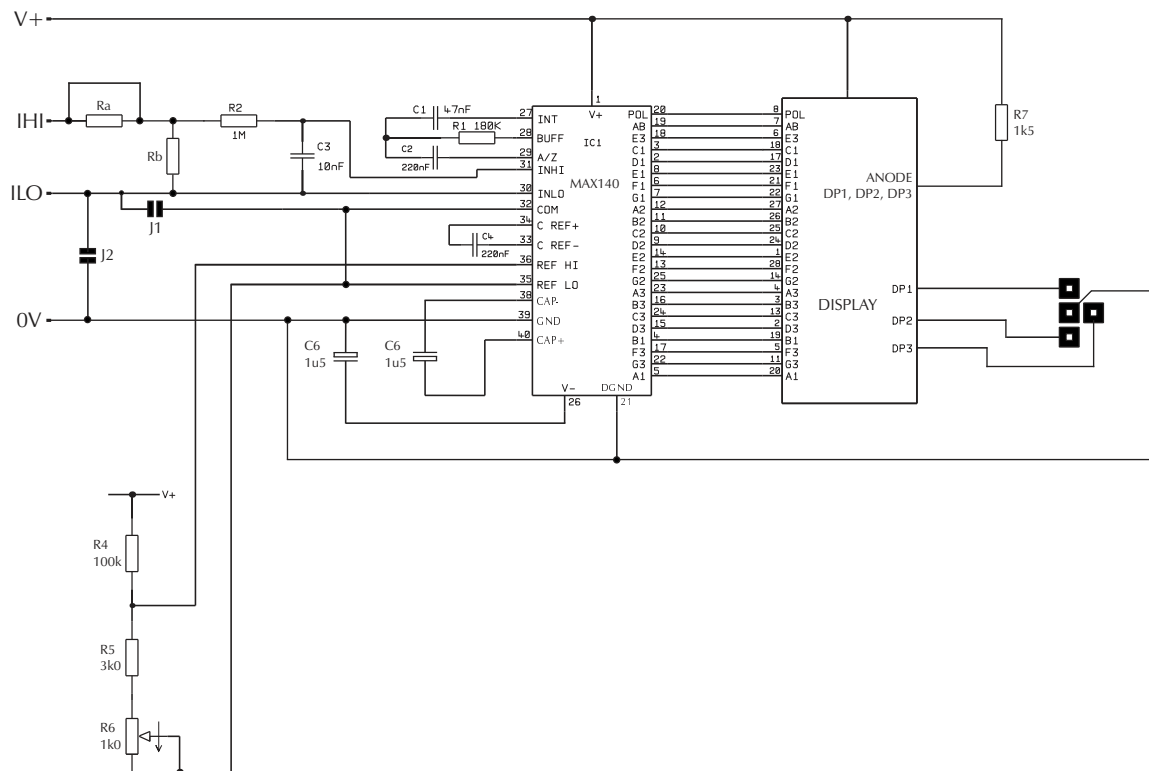 V+
IHI
Ra
R2
1M
Rb
C3
10nF
ILO
J1
J2
0V
C1 47nF
R1 180K
C2
220nF
C4
220nF
C6
1u5
C6
1u5
27 INT
28 BUFF
29 A/Z
31 INHI
30 INLO
32 COM
34 C REF+
33 C REF-
36 REF HI
35 REF LO
38 CAP-
39 GND
40 CAP+
1
V+
IC1
MAX140
V-
26
DGND
21
POL 20
AB 19
E3 18
C1 3
D1 2
E1 8
F1 6
G1 7
A2 12
B2 11
C2 10
D2 9
E2 14
F2 13
G2 25
A3 23
B3 16
C3 24
D3 15
B1 4
F3 17
G3 22
A1 5
8 POL
7 AB
6 E3
18 C1
17 D1
23 E1
21 F1
22 G1
27 A2
26 B2
25 C2
24 D2
1 E2
28 F2
14 G2
4 A3
3 B3
13 C3
2 D3
19 B1
5 F3
11 G3
20 A1
ANODE
DP1, DP2, DP3
DISPLAY
DP1
DP2
DP3
R7
1k5
V+
R4
100k
R5
3k0
R6
1k0